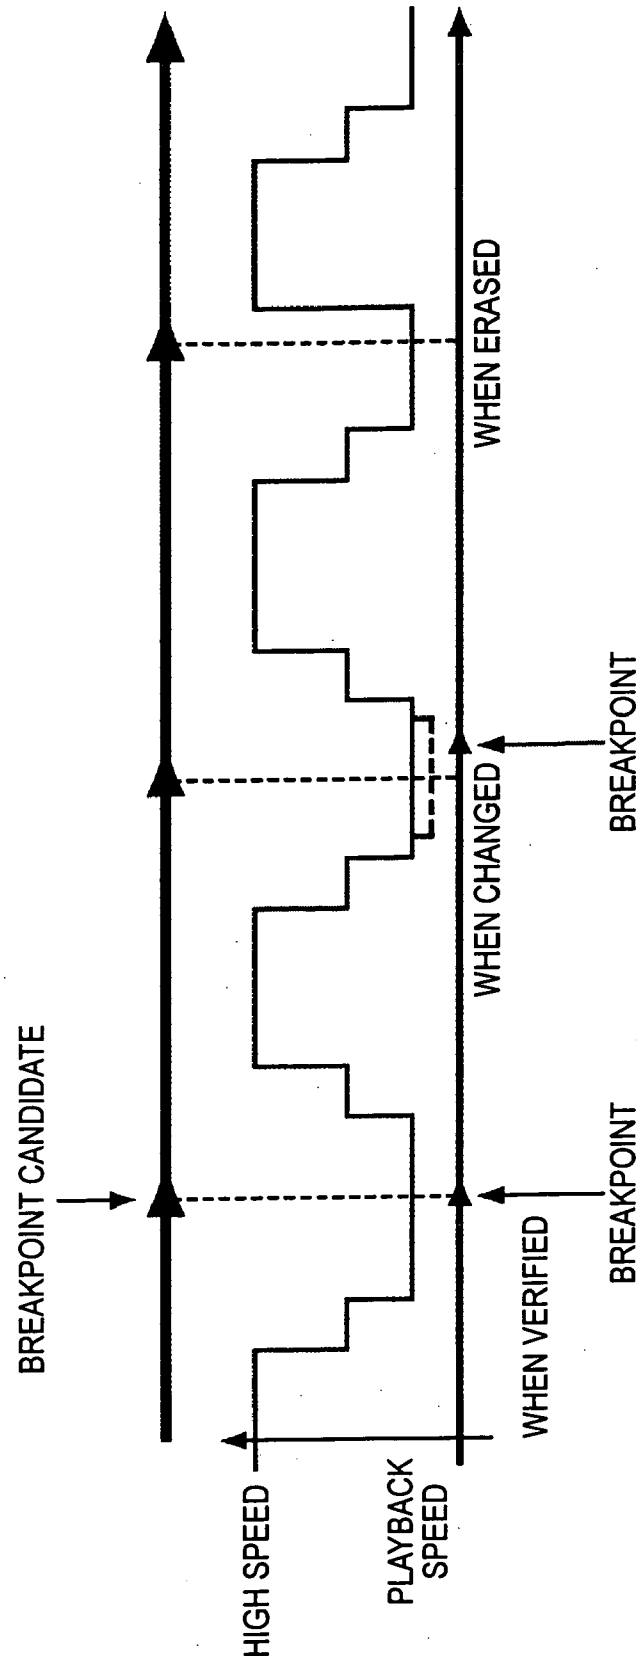 BREAKPOINT CANDIDATE
HIGH SPEED
PLAYBACK
SPEED
WHEN VERIFIED
WHEN CHANGED
WHEN ERASED
BREAKPOINT
BREAKPOINT